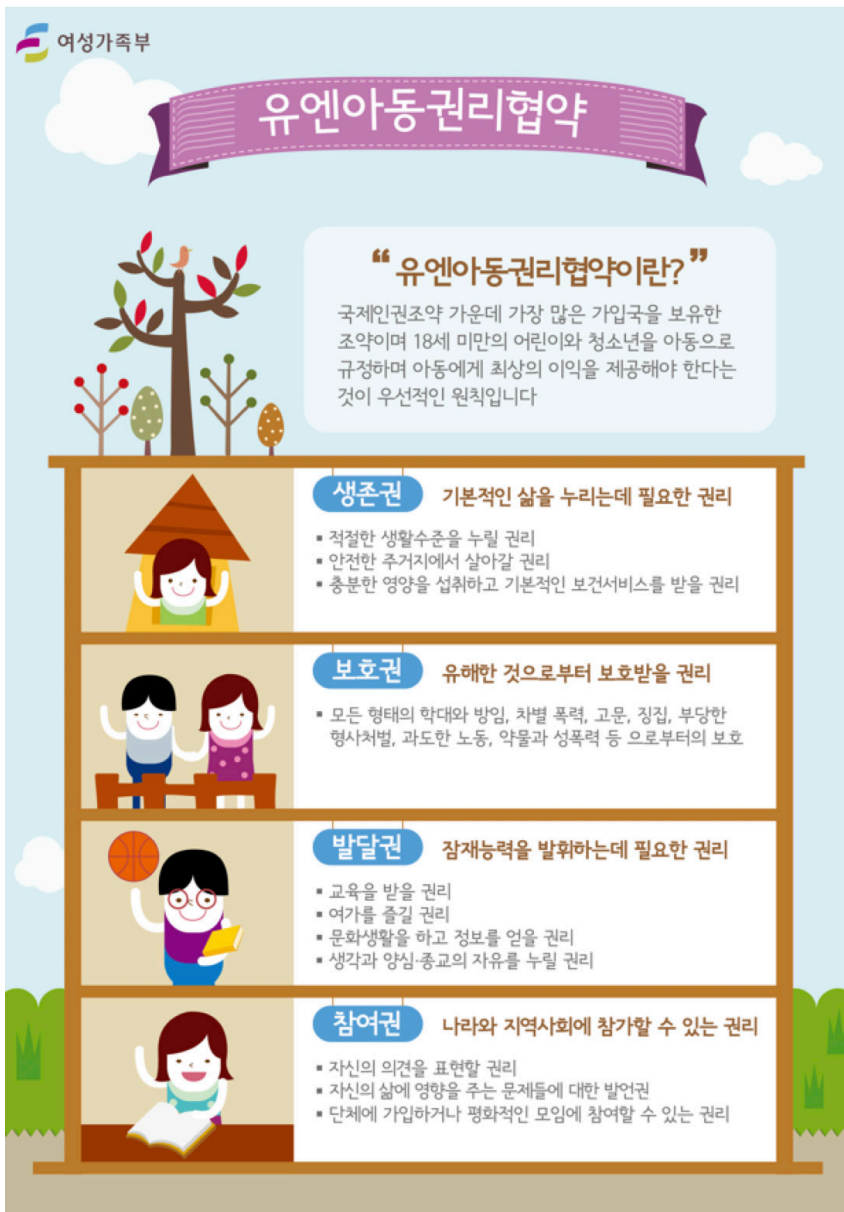 여성가족부
유엔아동권리협약
“ 유엔아동권리협약이란? ”
국제인권조약 가운데 가장 많은 가입국을 보유한
조약이며 18세 미만의 어린이와 청소년을 아동으로
규정하며 아동에게 최상의 이익을 제공해야 한다는
것이 우선적인 원칙입니다
생존권 기본적인 삶을 누리는데 필요한 권리
▪ 적절한 생활수준을 누릴 권리
▪ 안전한 주거지에서 살아갈 권리
▪ 충분한 영양을 섭취하고 기본적인 보건서비스를 받을 권리
보호권 유해한 것으로부터 보호받을 권리
▪ 모든 형태의 학대와 방임, 차별 폭력, 고문, 징집, 부당한
형사처벌, 과도한 노동, 약물과 성폭력 등 으로부터의 보호
발달권 잠재능력을 발휘하는데 필요한 권리
▪ 교육을 받을 권리
▪ 여가를 즐길 권리
▪ 문화생활을 하고 정보를 얻을 권리
▪ 생각과 양심·종교의 자유를 누릴 권리
참여권 나라와 지역사회에 참가할 수 있는 권리
▪ 자신의 의견을 표현할 권리
▪ 자신의 삶에 영향을 주는 문제들에 대한 발언권
▪ 단체에 가입하거나 평화적인 모임에 참여할 수 있는 권리